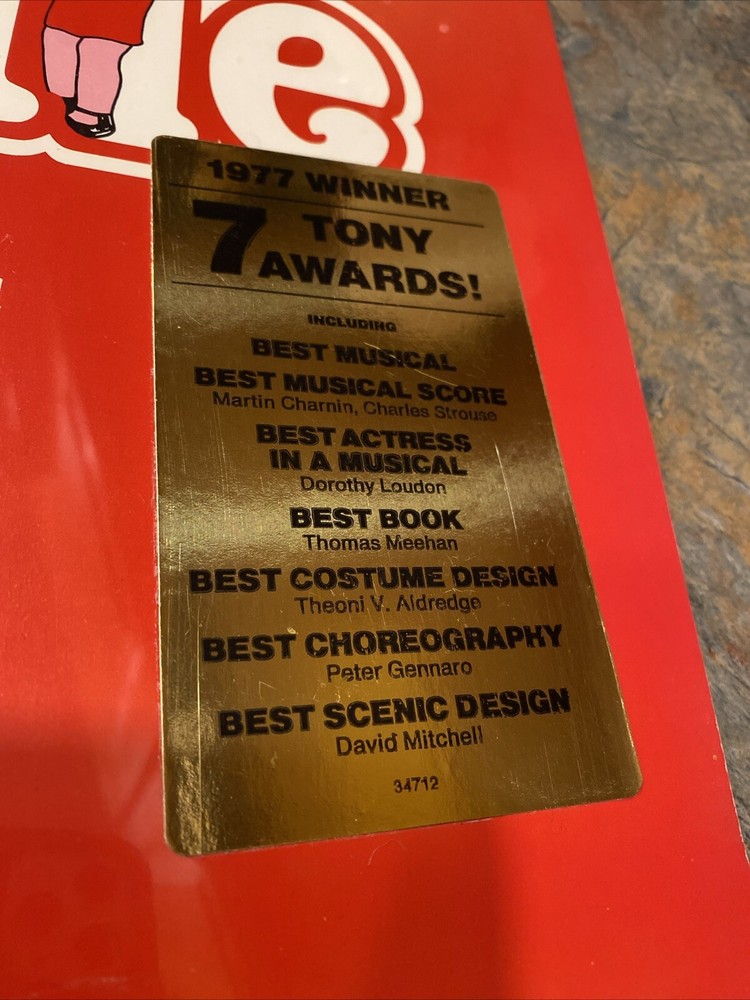 ie
1977 WINNER
7 TONY
AWARDS!
INCLUDING
BEST MUSICAL
BEST MUSICAL SCORE
Martin Charnin, Charles Strouse
BEST ACTRESS
IN A MUSICAL
Dorothy Loudon
BEST BOOK
Thomas Meehan
BEST COSTUME DESIGN
Theoni V. Aldredge
BEST CHOREOGRAPHY
Peter Gennaro
BEST SCENIC DESIGN
David Mitchell
34712